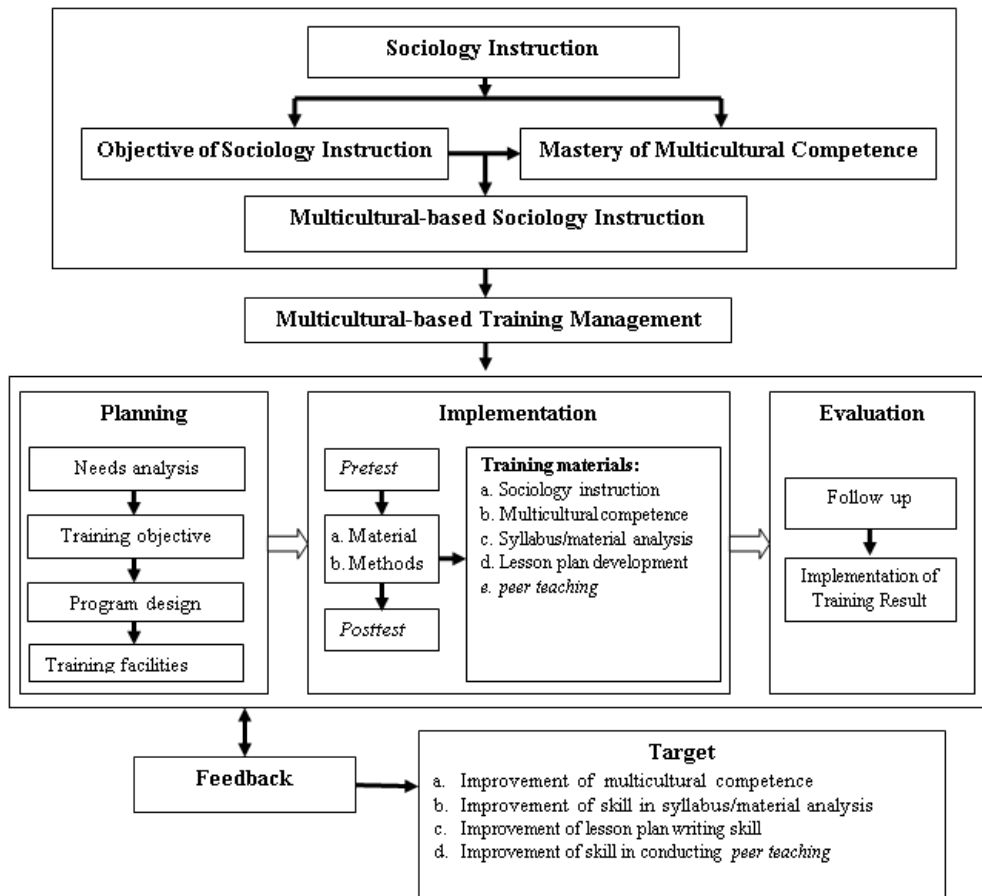 Sociology Instruction
Objective of Sociology Instruction
Mastery of Multicultural Competence
Multicultural-based Sociology Instruction
Multicultural-based Training Management
Planning
Needs analysis
Training objective
Program design
Training facilities
Implementation
Pretest
a. Material
b. Methods
Posttest
Training materials:
a. Sociology instruction
b. Multicultural competence
c. Syllabus/material analysis
d. Lesson plan development
e. peer teaching
Evaluation
Follow up
Implementation of
Training Result
Feedback
Target
a. Improvement of multicultural competence
b. Improvement of skill in syllabus/material analysis
c. Improvement of lesson plan writing skill
d. Improvement of skill in conducting peer teaching